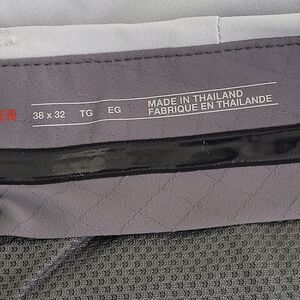 38 x 32 TG EG
MADE IN THAILAND
FABRIQUE EN THAILANDE